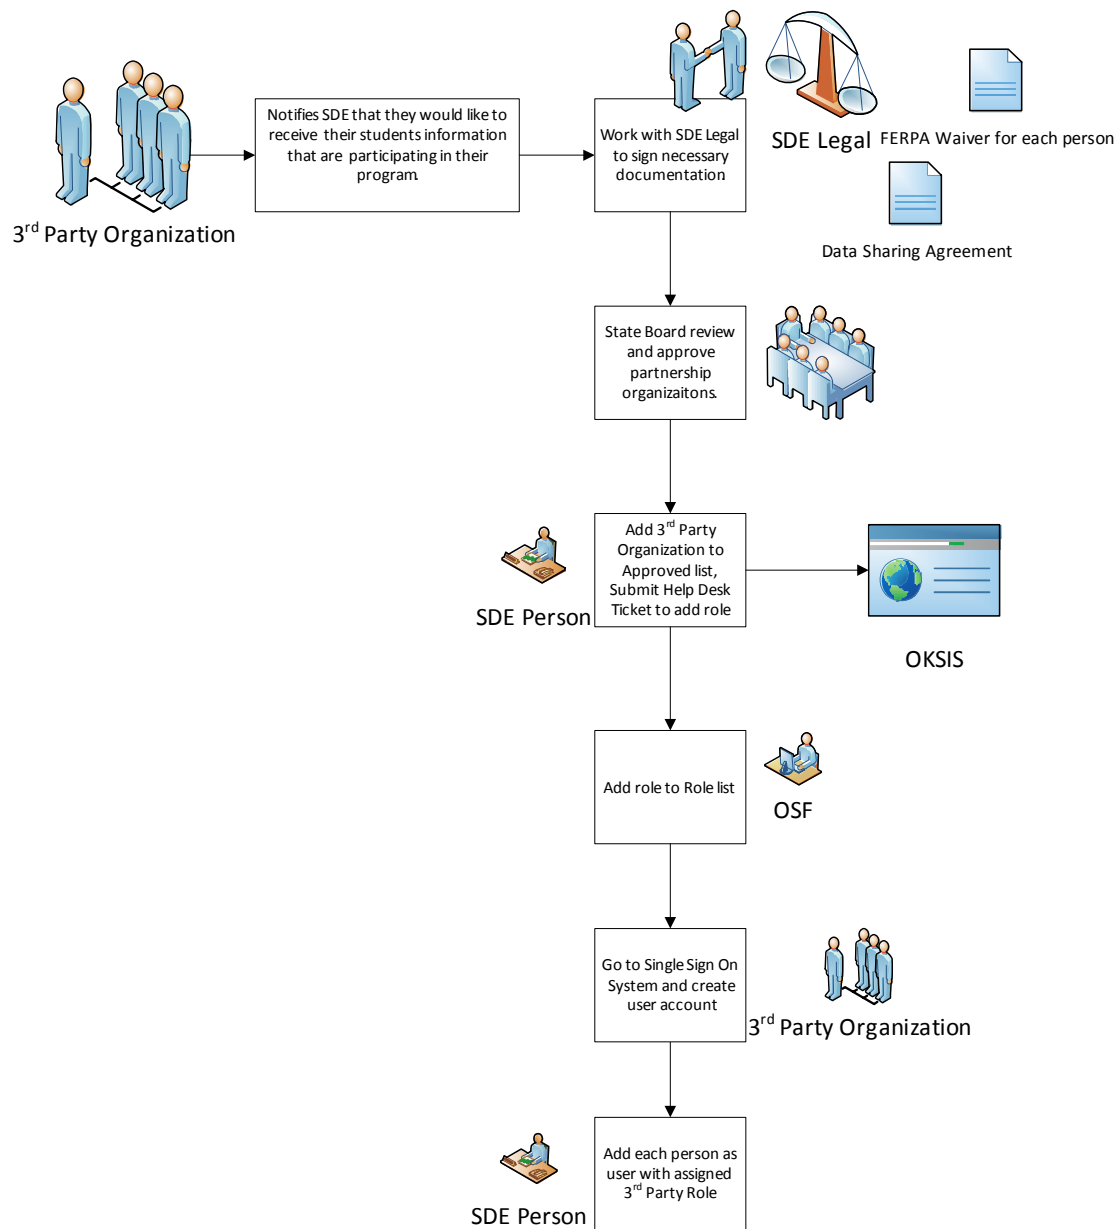 Notifies SDE that they would like to
receive their students information
that are participating in their
program.
3rd Party Organization
Work with SDE Legal
to sign necessary
documentation
SDE Legal
FERPA Waiver for each person
Data Sharing Agreement
State Board review
and approve
partnership
organizaitons.
Add 3rd Party
Organization to
Approved list,
Submit Help Desk
Ticket to add role
SDE Person
OKSIS
Add role to Role list
OSF
Go to Single Sign On
System and create
user account
3rd Party Organization
Add each person as
user with assigned
3rd Party Role
SDE Person